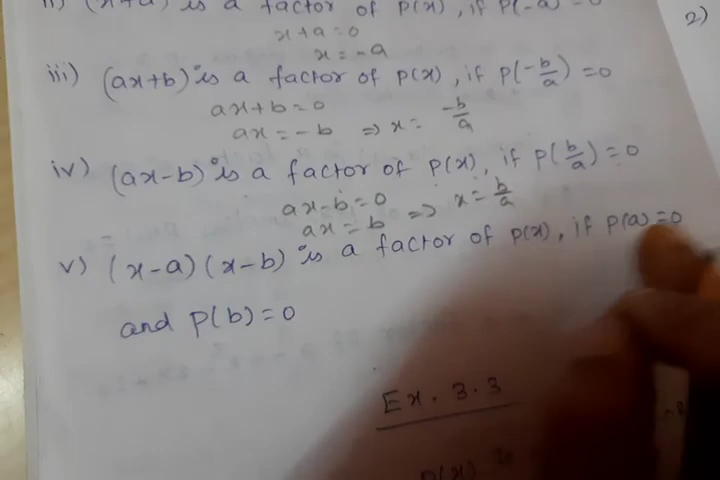 ii) (x+a) is a factor of P(x), if P(-a) = 0
x+a=0
x=-a
2)
iii) (ax+b) is a factor of P(x), if P(-b/a) = 0
ax+b=0
ax=-b => x= -b/a
iv) (ax-b) is a factor of P(x), if P(b/a) = 0
ax-b=0
ax=b => x= b/a
v) (x-a) (x-b) is a factor of P(x), if P(a)=0
and P(b)=0
Ex. 3.3
P(x)